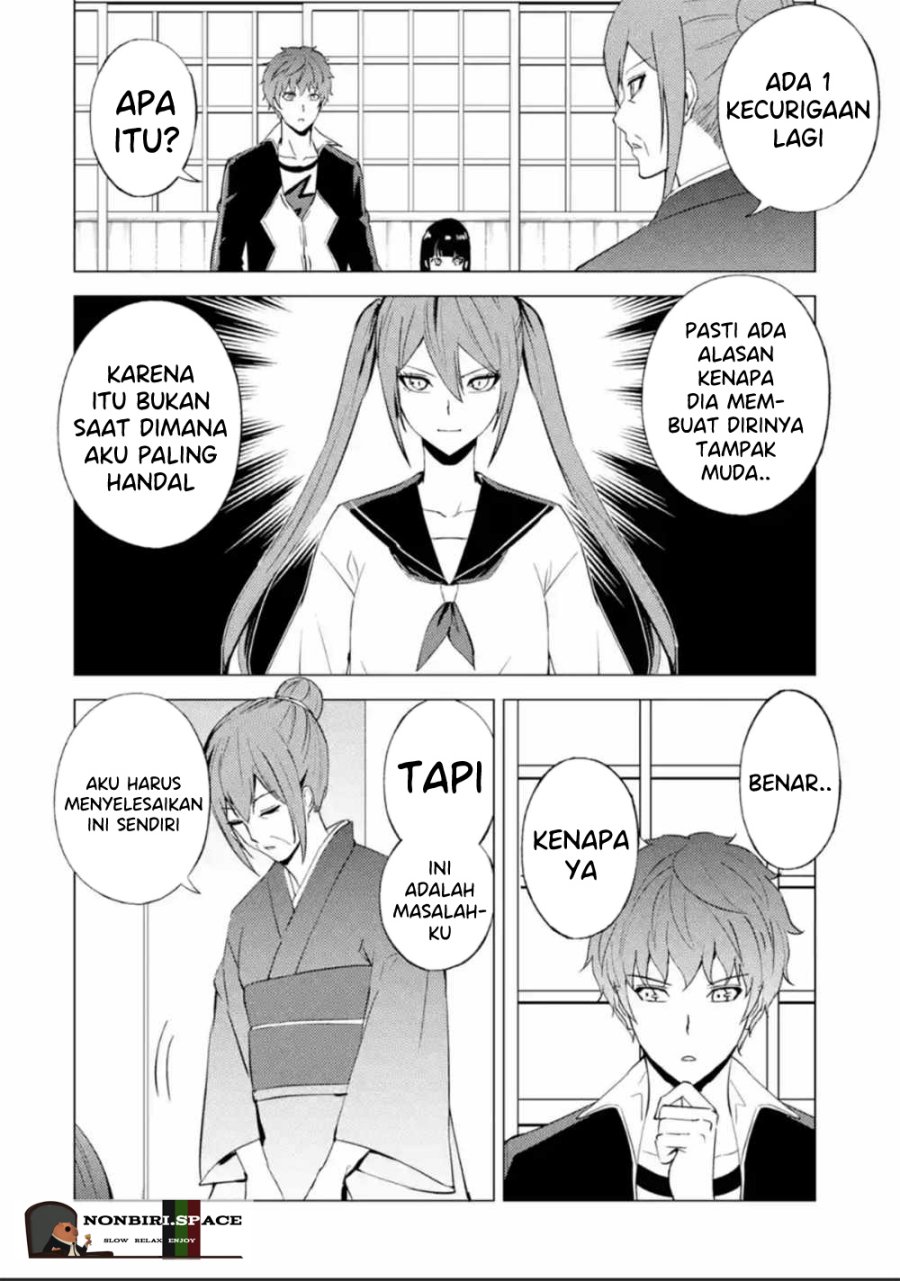 ADA 1
KECURIGAAN
LAGI
APA
ITU?
PASTI ADA
ALASAN
KENAPA
DIA MEM-
BUAT DIRINYA
TAMPAK
MUDA..
KARENA
ITU BUKAN
SAAT DIMANA
AKU PALING
HANDAL
BENAR..
KENAPA
YA
TAPI
INI
ADALAH
MASALAH-
KU
AKU HARUS
MENYELESAIKAN
INI SENDIRI
NONBIRI.SPACE
SLOW RELAX ENJOY